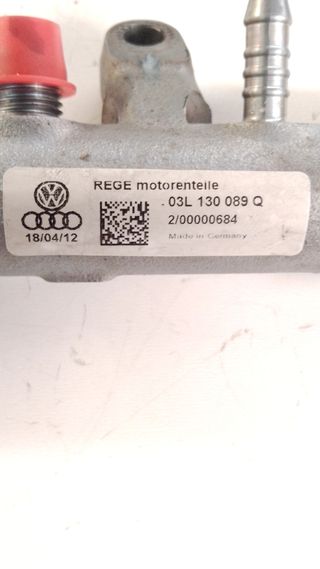 REGE motorenteile
03L 130 089 Q
2/00000684
18/04/12 Made in Germany